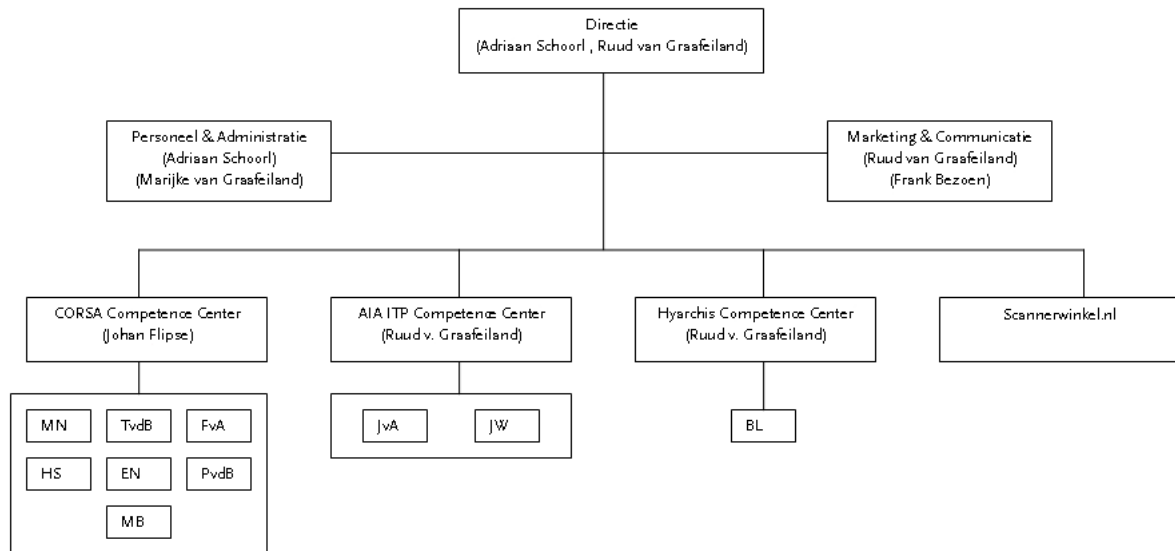 Directie
(Adriaan Schoorl , Ruud van Graafeiland)
Personeel & Administratie
(Adriaan Schoorl)
(Marijke van Graafeiland)
Marketing & Communicatie
(Ruud van Graafeiland)
(Frank Bezoen)
CORSA Competence Center
(Johan Flipse)
AIA ITP Competence Center
(Ruud v. Graafeiland)
Hyarchis Competence Center
(Ruud v. Graafeiland)
Scannerwinkel.nl
MN
TvdB
FvA
HS
EN
PvdB
MB
JvA
JW
BL